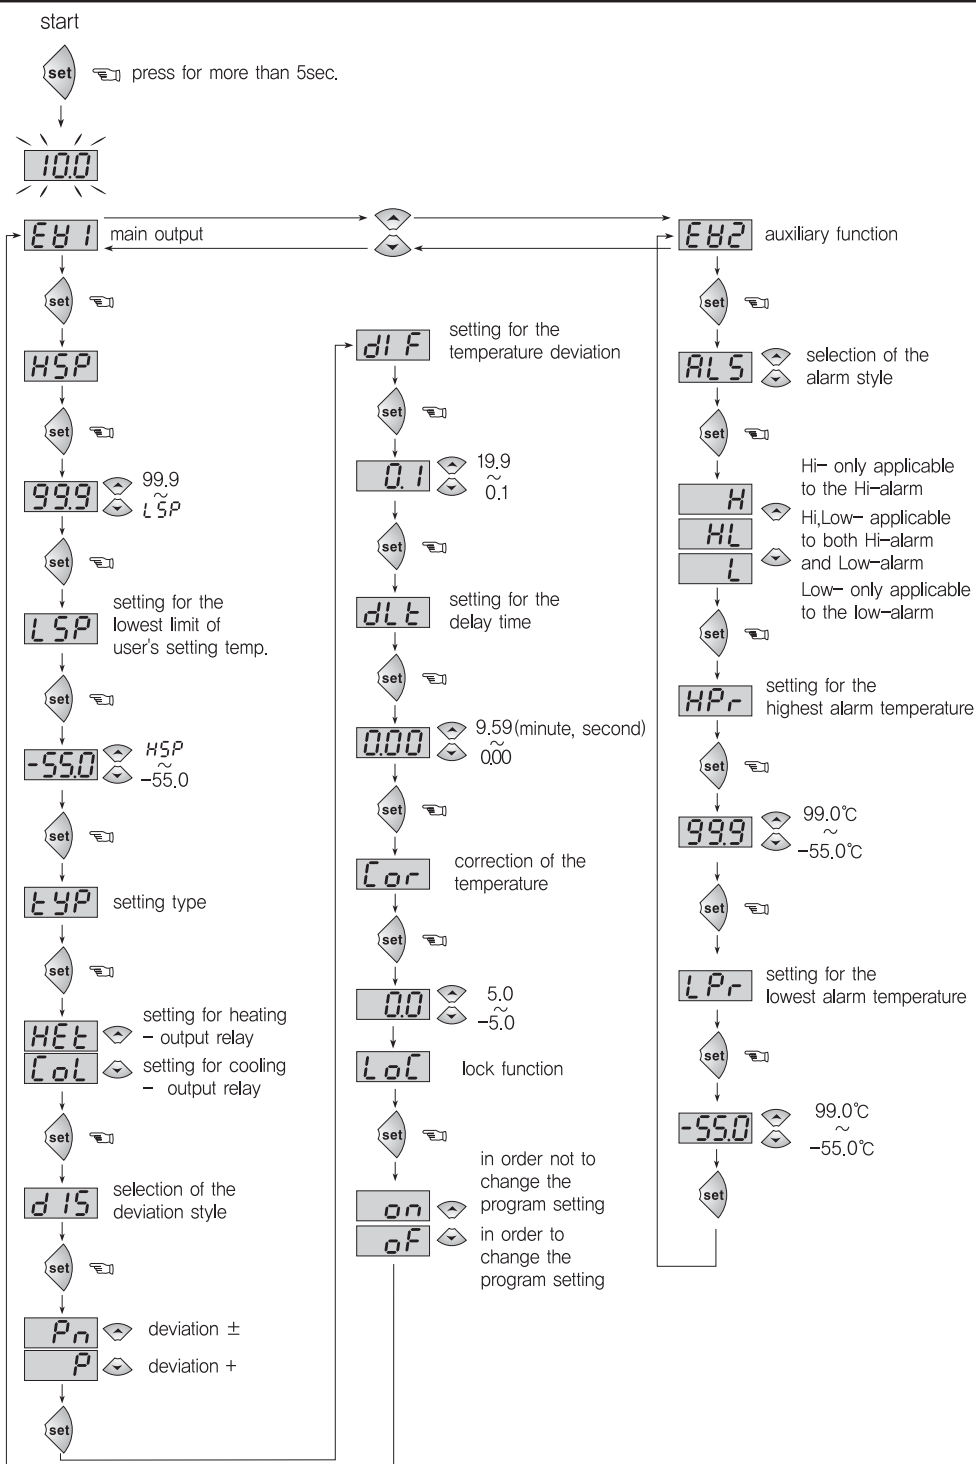 start
set
press for more than 5sec.
10.0
EH1
main output
set
HSP
set
99.9
99.9
~
LSP
set
LSP
setting for the
lowest limit of
user's setting temp.
set
-55.0
HSP
~
-55.0
set
tYP
setting type
set
HEt
setting for heating
- output relay
CoL
setting for cooling
- output relay
set
dIS
selection of the
deviation style
set
Pn
deviation ±
P
deviation +
set
dIF
setting for the
temperature deviation
set
0.1
19.9
~
0.1
set
dLt
setting for the
delay time
set
0.00
9.59(minute, second)
~
0.00
set
Cor
correction of the
temperature
set
0.0
5.0
~
-5.0
LoC
lock function
set
on
in order not to
change the
program setting
oF
in order to
change the
program setting
EH2
auxiliary function
set
ALS
selection of the
alarm style
set
H
Hi- only applicable
to the Hi-alarm
HL
Hi,Low- applicable
to both Hi-alarm
and Low-alarm
L
Low- only applicable
to the low-alarm
set
HPr
setting for the
highest alarm temperature
set
99.9
99.0℃
~
-55.0℃
set
LPr
setting for the
lowest alarm temperature
set
-55.0
99.0℃
~
-55.0℃
set